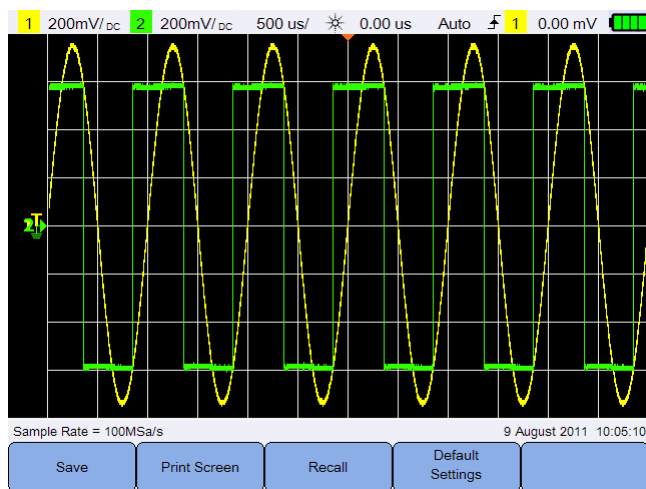 1 200mV/ DC 2 200mV/ DC 500 us/ 0.00 us Auto 1 0.00 mV
T
2
Sample Rate = 100MSa/s 9 August 2011 10:05:10
Save Print Screen Recall Default Settings